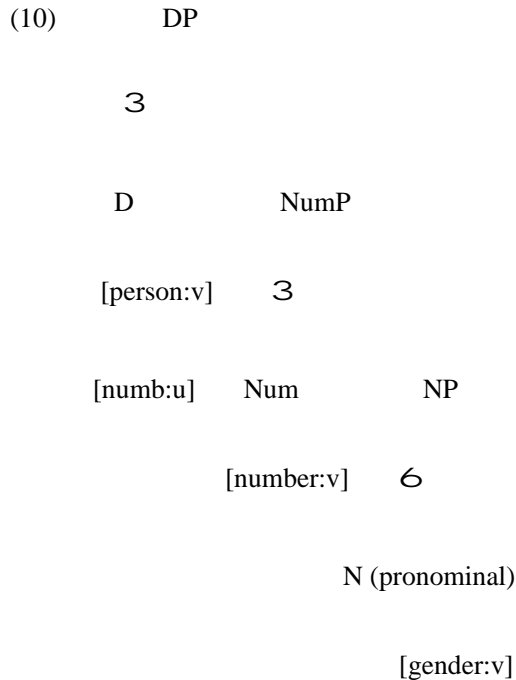 (10) DP
3
D NumP
[person:v] 3
[numb:u] Num NP
[number:v] 6
N (pronominal)
[gender:v]